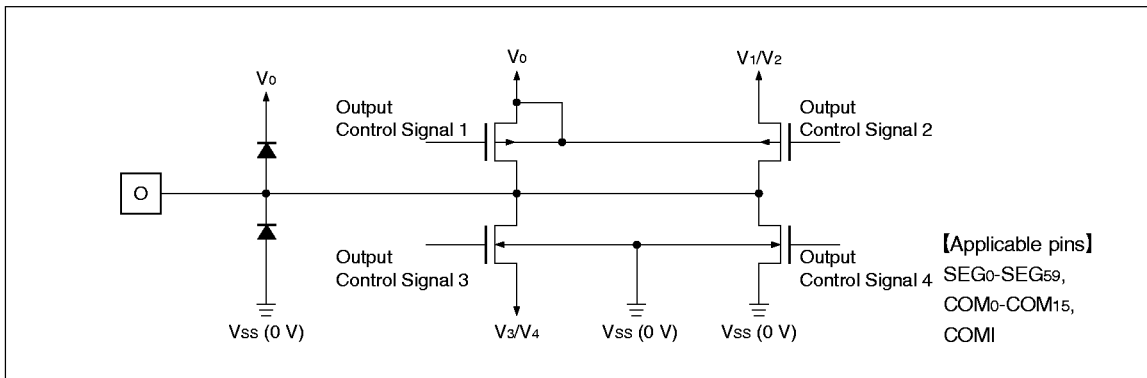 V0
V0
V1/V2
Output
Control Signal 1
Output
Control Signal 2
O
Output
Control Signal 3
Output
Control Signal 4
VSS (0 V)
V3/V4
VSS (0 V)
VSS (0 V)
【Applicable pins】
SEG0-SEG59,
COM0-COM15,
COMI